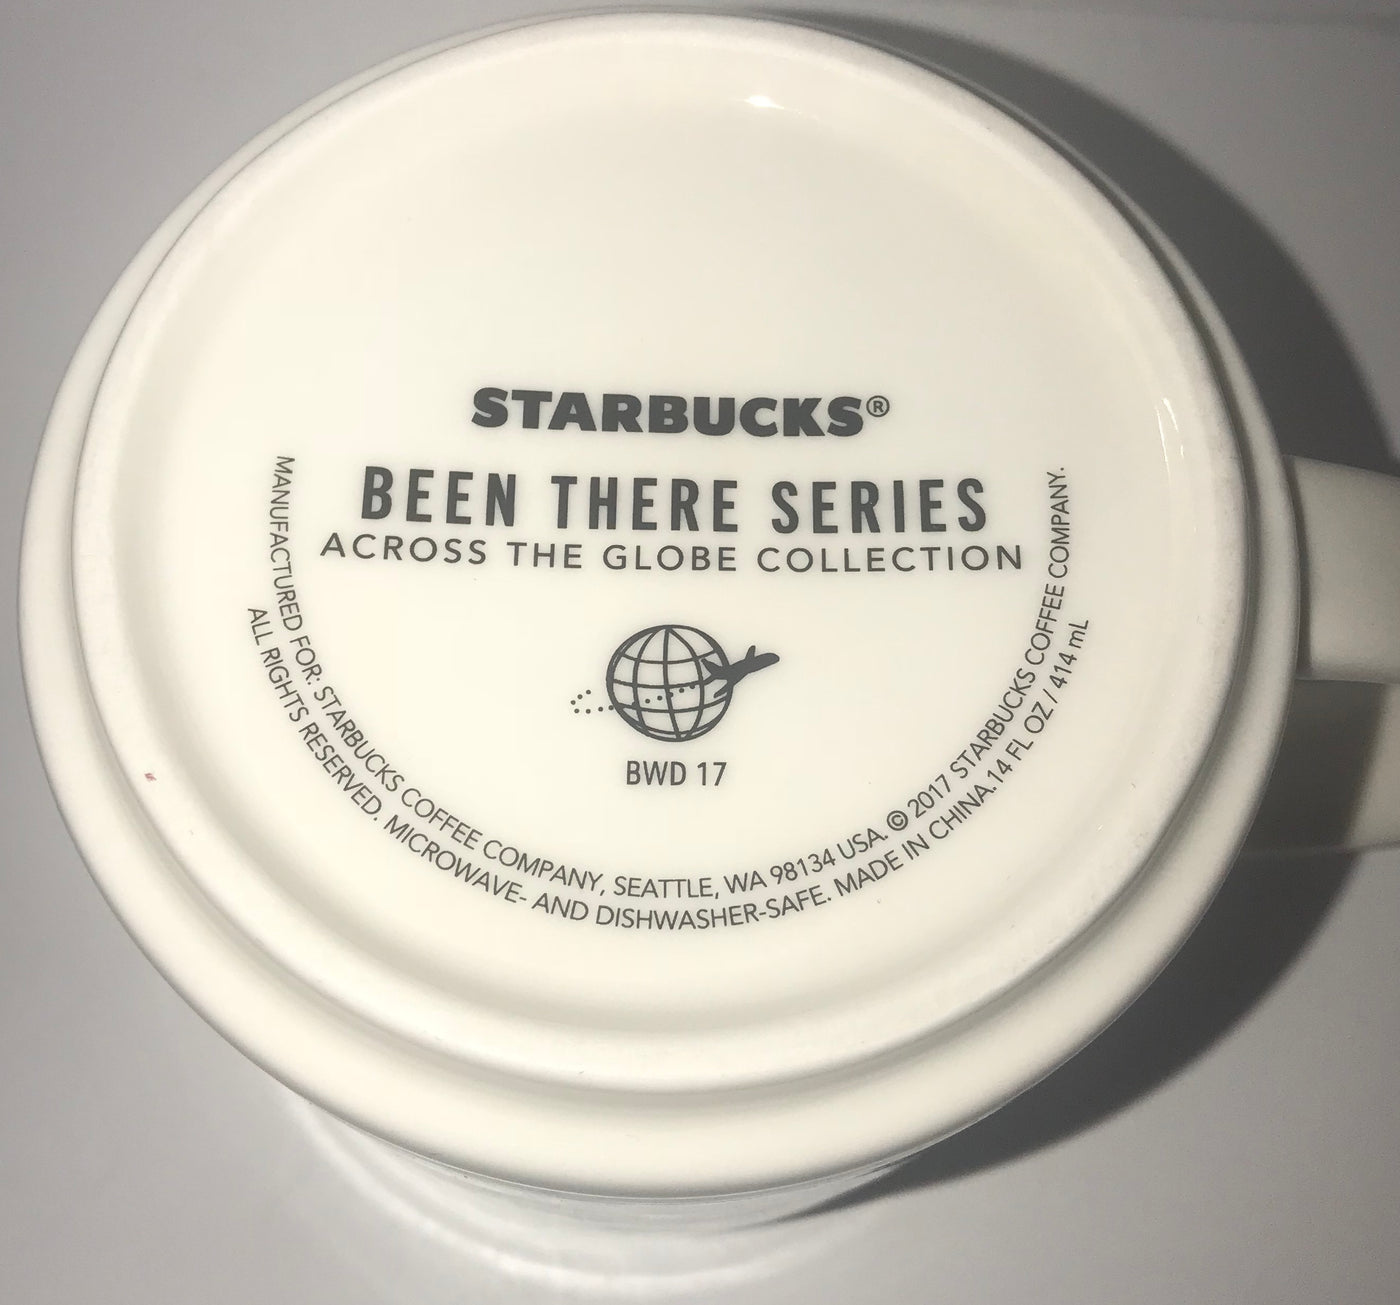 STARBUCKS®
BEEN THERE SERIES
ACROSS THE GLOBE COLLECTION
BWD 17
MANUFACTURED FOR: STARBUCKS COFFEE COMPANY, SEATTLE, WA 98134 USA. © 2017 STARBUCKS COFFEE COMPANY.
ALL RIGHTS RESERVED. MICROWAVE- AND DISHWASHER-SAFE. MADE IN CHINA. 14 FL OZ / 414 mL